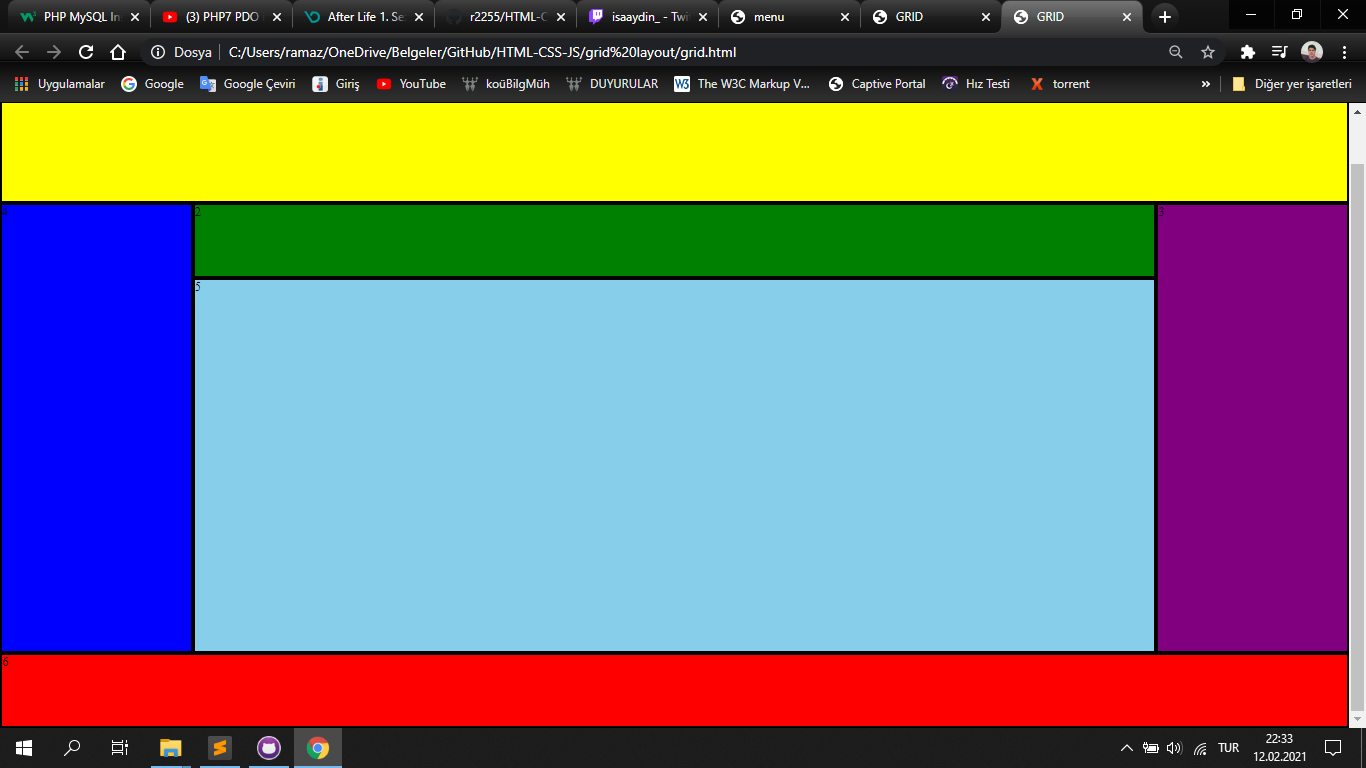 PHP MySQL In
(3) PHP7 PDO
After Life 1. Se
r2255/HTML-C
isaaydin_ - Twi
menu
GRID
GRID
Dosya
C:/Users/ramaz/OneDrive/Belgeler/GitHub/HTML-CSS-JS/grid%20layout/grid.html
Uygulamalar
Google
Google Çeviri
Giriş
YouTube
koüBilgMüh
DUYURULAR
The W3C Markup V...
Captive Portal
Hız Testi
torrent
»
Diğer yer işaretleri
4
2
3
5
6
TUR
22:33
12.02.2021